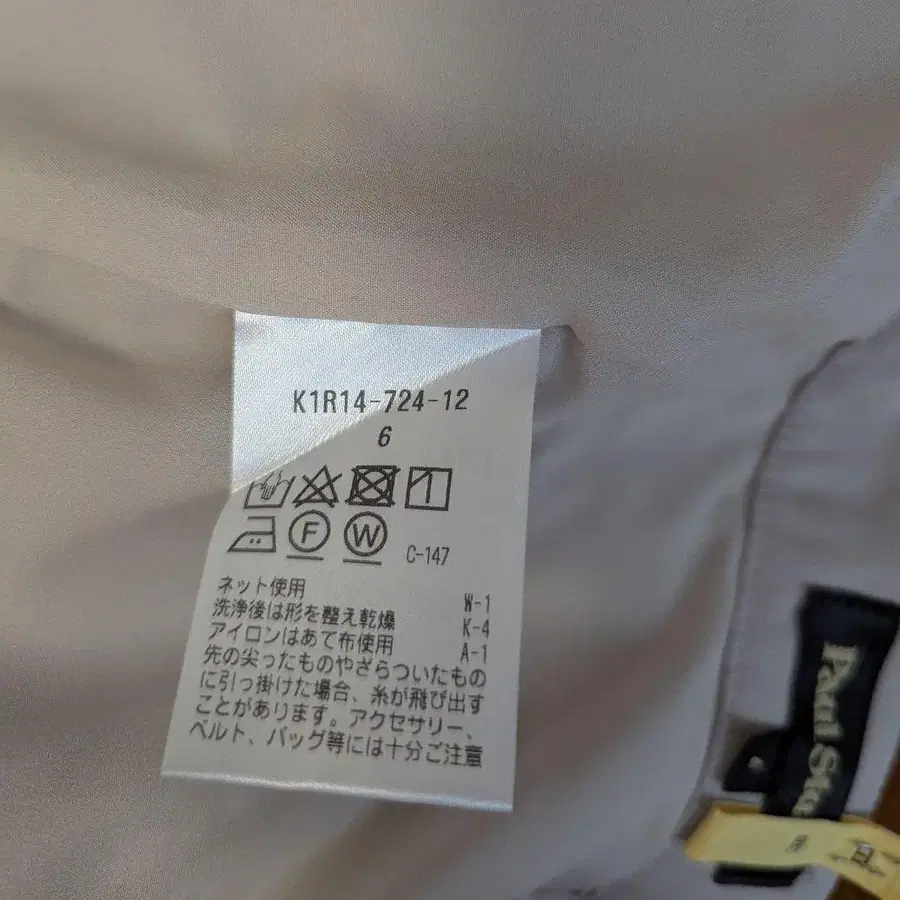 K1R14-724-12
6
F W C-147
ネット使用 W-1
洗浄後は形を整え乾燥 K-4
アイロンはあて布使用 A-1
先の尖ったものやざらついたもの
に引っ掛けた場合、糸が飛び出す
ことがあります。アクセサリー、
ベルト、バッグ等には十分ご注意
Paul Stu